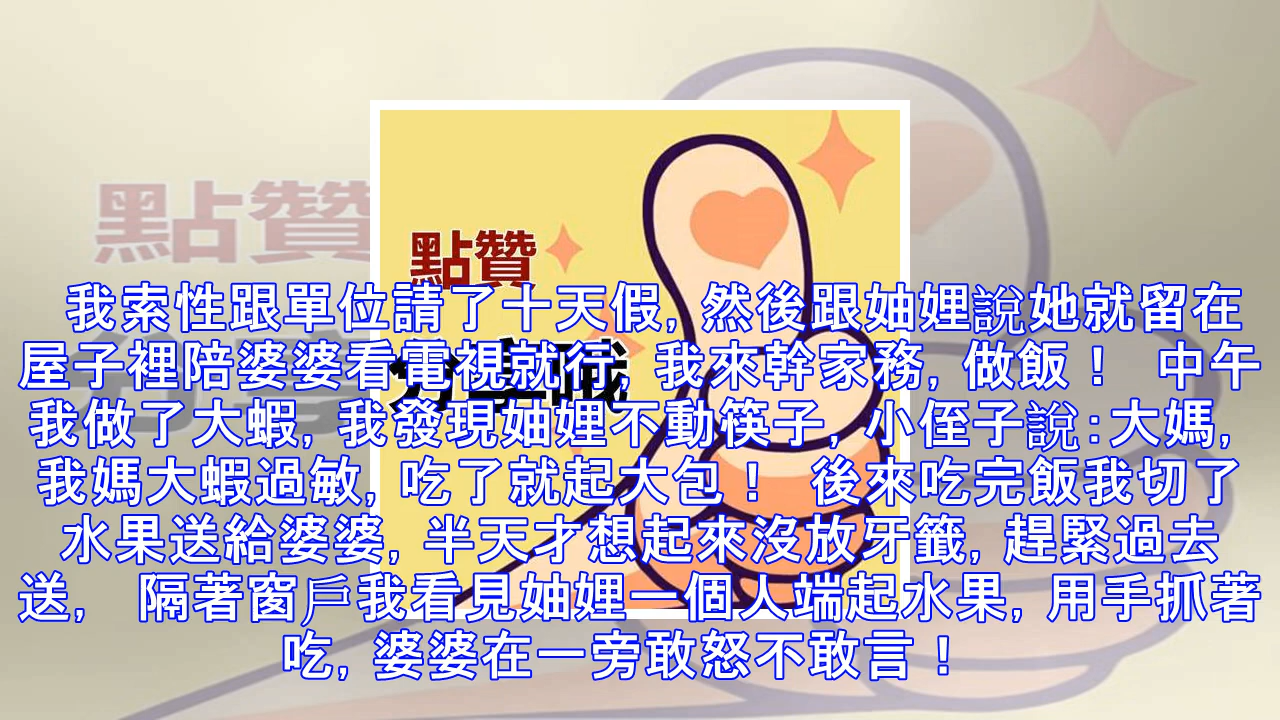 點贊
分享哦
我索性跟單位請了十天假, 然後跟妯娌說她就留在
屋子裡陪婆婆看電視就行, 我來幹家務, 做飯！ 中午
我做了大蝦, 我發現妯娌不動筷子, 小侄子說:大媽,
我媽大蝦過敏, 吃了就起大包！ 後來吃完飯我切了
水果送給婆婆, 半天才想起來沒放牙籤, 趕緊過去
送, 隔著窗戶我看見妯娌一個人端起水果, 用手抓著
吃, 婆婆在一旁敢怒不敢言！